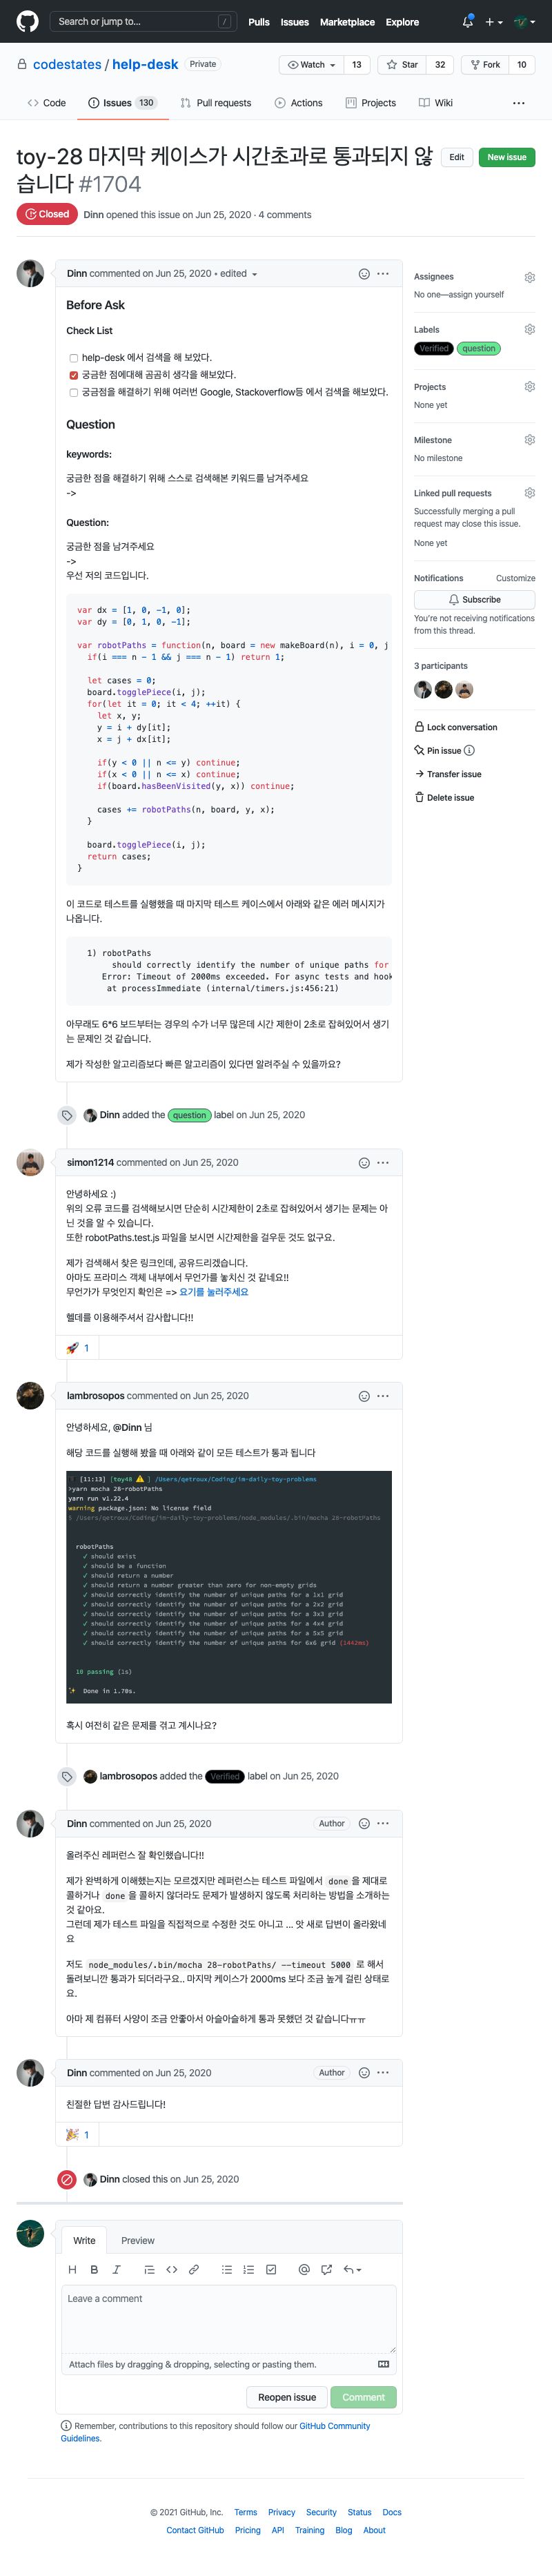 Search or jump to...
/
Pulls
Issues
Marketplace
Explore
codestates / help-desk
Private
Watch
13
Star
32
Fork
10
Code
Issues 130
Pull requests
Actions
Projects
Wiki
toy-28 마지막 케이스가 시간초과로 통과되지 않
습니다 #1704
Edit
New issue
Closed
Dinn opened this issue on Jun 25, 2020 · 4 comments
Dinn commented on Jun 25, 2020 • edited
Before Ask
Check List
help-desk 에서 검색을 해 보았다.
궁금한 점에대해 곰곰히 생각을 해보았다.
궁금점을 해결하기 위해 여러번 Google, Stackoverflow등 에서 검색을 해보았다.
Question
keywords:
궁금한 점을 해결하기 위해 스스로 검색해본 키워드를 남겨주세요
->
Question:
궁금한 점을 남겨주세요
->
우선 저의 코드입니다.
var dx = [1, 0, -1, 0];
var dy = [0, 1, 0, -1];
var robotPaths = function(n, board = new makeBoard(n), i = 0, j
if(i === n - 1 && j === n - 1) return 1;
let cases = 0;
board.togglePiece(i, j);
for(let it = 0; it < 4; ++it) {
let x, y;
y = i + dy[it];
x = j + dx[it];
if(y < 0 || n <= y) continue;
if(x < 0 || n <= x) continue;
if(board.hasBeenVisited(y, x)) continue;
cases += robotPaths(n, board, y, x);
}
board.togglePiece(i, j);
return cases;
}
이 코드로 테스트를 실행했을 때 마지막 테스트 케이스에서 아래와 같은 에러 메시지가
나옵니다.
1) robotPaths
should correctly identify the number of unique paths for
Error: Timeout of 2000ms exceeded. For async tests and hook
at processImmediate (internal/timers.js:456:21)
아무래도 6*6 보드부터는 경우의 수가 너무 많은데 시간 제한이 2초로 잡혀있어서 생기
는 문제인 것 같습니다.
제가 작성한 알고리즘보다 빠른 알고리즘이 있다면 알려주실 수 있을까요?
Dinn added the question label on Jun 25, 2020
simon1214 commented on Jun 25, 2020
안녕하세요 :)
위의 오류 코드를 검색해보시면 단순히 시간제한이 2초로 잡혀있어서 생기는 문제는 아
닌 것을 알 수 있습니다.
또한 robotPaths.test.js 파일을 보시면 시간제한을 걸우둔 것도 없구요.
제가 검색해서 찾은 링크인데, 공유드리겠습니다.
아마도 프라미스 객체 내부에서 무언가를 놓치신 것 같네요!!
무언가가 무엇인지 확인은 => 요기를 눌러주세요
헬데를 이용해주셔서 감사합니다!!
🚀 1
lambrosopos commented on Jun 25, 2020
안녕하세요, @Dinn 님
해당 코드를 실행해 봤을 때 아래와 같이 모든 테스트가 통과 됩니다
[11:13] [toy48 ⚠ ] /Users/qetroux/Coding/im-daily-toy-problems
>yarn mocha 28-robotPaths
yarn run v1.22.4
warning package.json: No license field
$ /Users/qetroux/Coding/im-daily-toy-problems/node_modules/.bin/mocha 28-robotPaths
robotPaths
✓ should exist
✓ should be a function
✓ should return a number
✓ should return a number greater than zero for non-empty grids
✓ should correctly identify the number of unique paths for a 1x1 grid
✓ should correctly identify the number of unique paths for a 2x2 grid
✓ should correctly identify the number of unique paths for a 3x3 grid
✓ should correctly identify the number of unique paths for a 4x4 grid
✓ should correctly identify the number of unique paths for a 5x5 grid
✓ should correctly identify the number of unique paths for 6x6 grid (1442ms)
10 passing (1s)
✨ Done in 1.78s.
혹시 여전히 같은 문제를 겪고 계시나요?
lambrosopos added the Verified label on Jun 25, 2020
Dinn commented on Jun 25, 2020
Author
올려주신 레퍼런스 잘 확인했습니다!!
제가 완벽하게 이해했는지는 모르겠지만 레퍼런스는 테스트 파일에서 done 을 제대로
콜하거나 done 을 콜하지 않더라도 문제가 발생하지 않도록 처리하는 방법을 소개하는
것 같아요.
그런데 제가 테스트 파일을 직접적으로 수정한 것도 아니고 ... 앗 새로 답변이 올라왔네
요
저도 node_modules/.bin/mocha 28-robotPaths/ --timeout 5000 로 해서
돌려보니깐 통과가 되더라구요.. 마지막 케이스가 2000ms 보다 조금 높게 걸린 상태로
요.
아마 제 컴퓨터 사양이 조금 안좋아서 아슬아슬하게 통과 못했던 것 같습니다ㅠㅠ
Dinn commented on Jun 25, 2020
Author
친절한 답변 감사드립니다!
🎉 1
Dinn closed this on Jun 25, 2020
Write
Preview
Leave a comment
Attach files by dragging & dropping, selecting or pasting them.
Reopen issue
Comment
Remember, contributions to this repository should follow our GitHub Community
Guidelines.
Assignees
No one—assign yourself
Labels
Verified
question
Projects
None yet
Milestone
No milestone
Linked pull requests
Successfully merging a pull
request may close this issue.
None yet
Notifications
Customize
Subscribe
You're not receiving notifications
from this thread.
3 participants
Lock conversation
Pin issue
Transfer issue
Delete issue
© 2021 GitHub, Inc.
Terms
Privacy
Security
Status
Docs
Contact GitHub
Pricing
API
Training
Blog
About